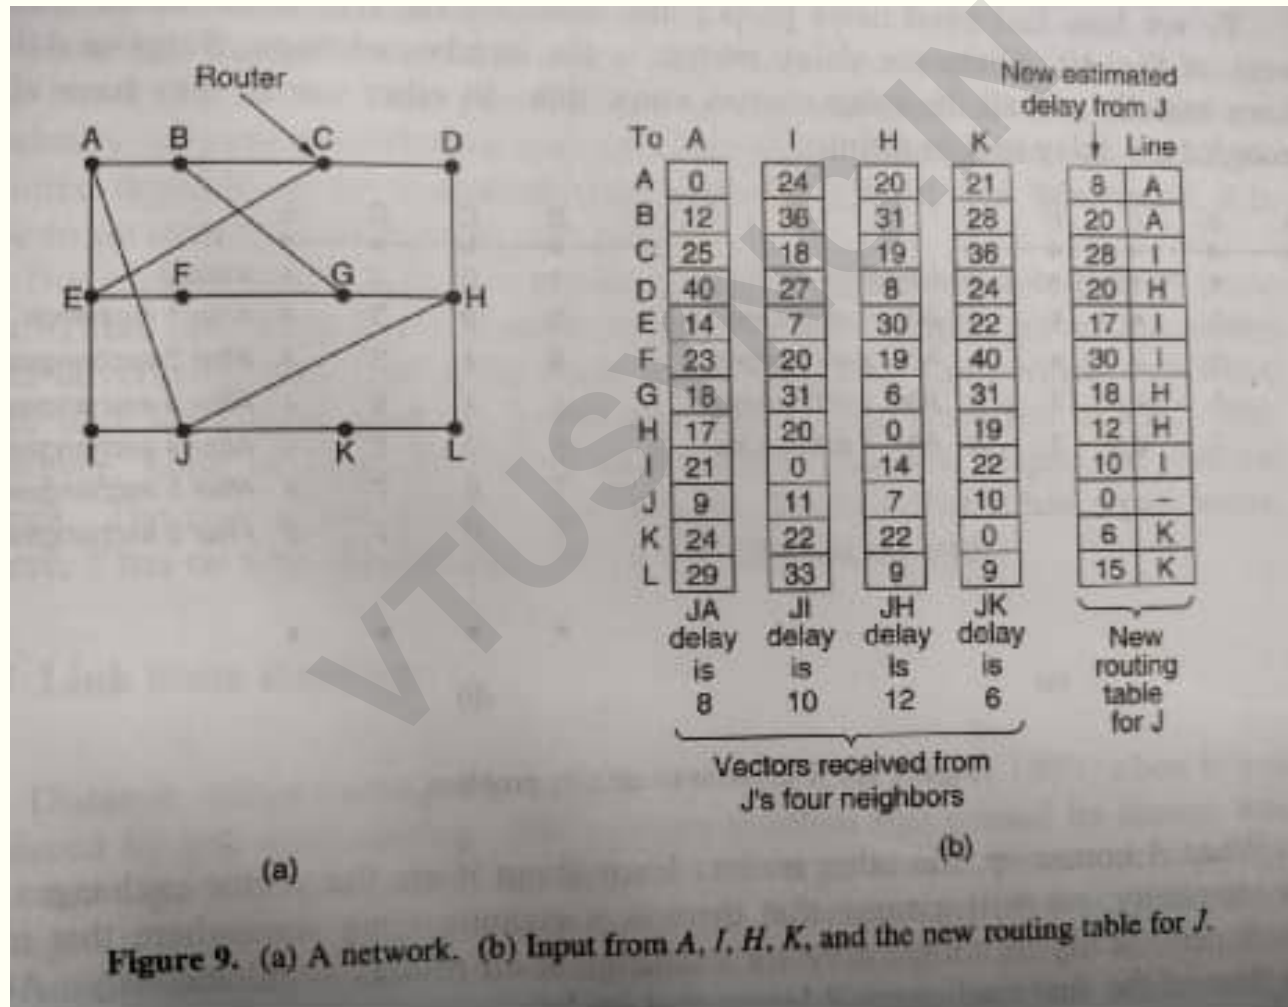 Router
A B C D
E F G H
I J K L
(a)
New estimated
delay from J
To A I H K Line
A 0 24 20 21 8 A
B 12 36 31 28 20 A
C 25 18 19 36 28 I
D 40 27 8 24 20 H
E 14 7 30 22 17 I
F 23 20 19 40 30 I
G 18 31 6 31 18 H
H 17 20 0 19 12 H
I 21 0 14 22 10 I
J 9 11 7 10 0 –
K 24 22 22 0 6 K
L 29 33 9 9 15 K
JA JI JH JK
delay delay delay delay
is is is is
8 10 12 6
New
routing
table
for J
Vectors received from
J's four neighbors
(b)
Figure 9. (a) A network. (b) Input from A, I, H, K, and the new routing table for J.
VTUSYNC.IN